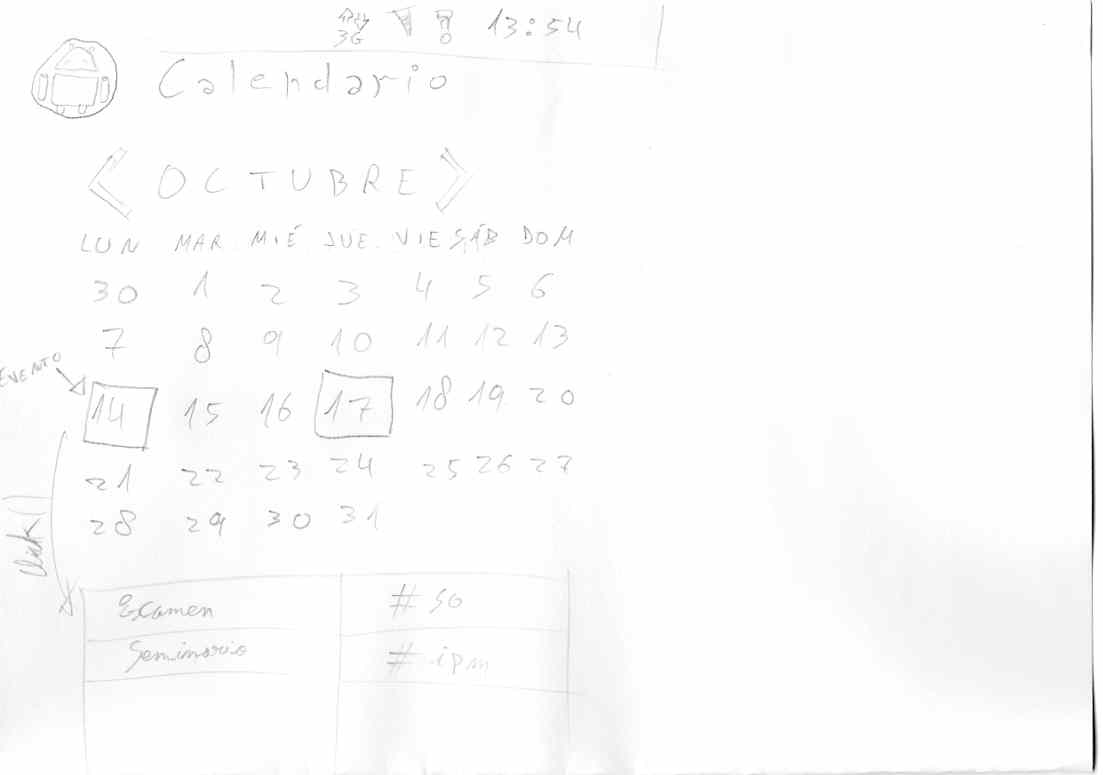 3G 13:54
Calendario
< OCTUBRE >
LUN MAR. MIÉ JUE. VIE SÁB DOM
30 1 2 3 4 5 6
7 8 9 10 11 12 13
EVENTO
14 15 16 17 18 19 20
21 22 23 24 25 26 27
28 29 30 31
Click()
Examen #so
Seminario #ipm